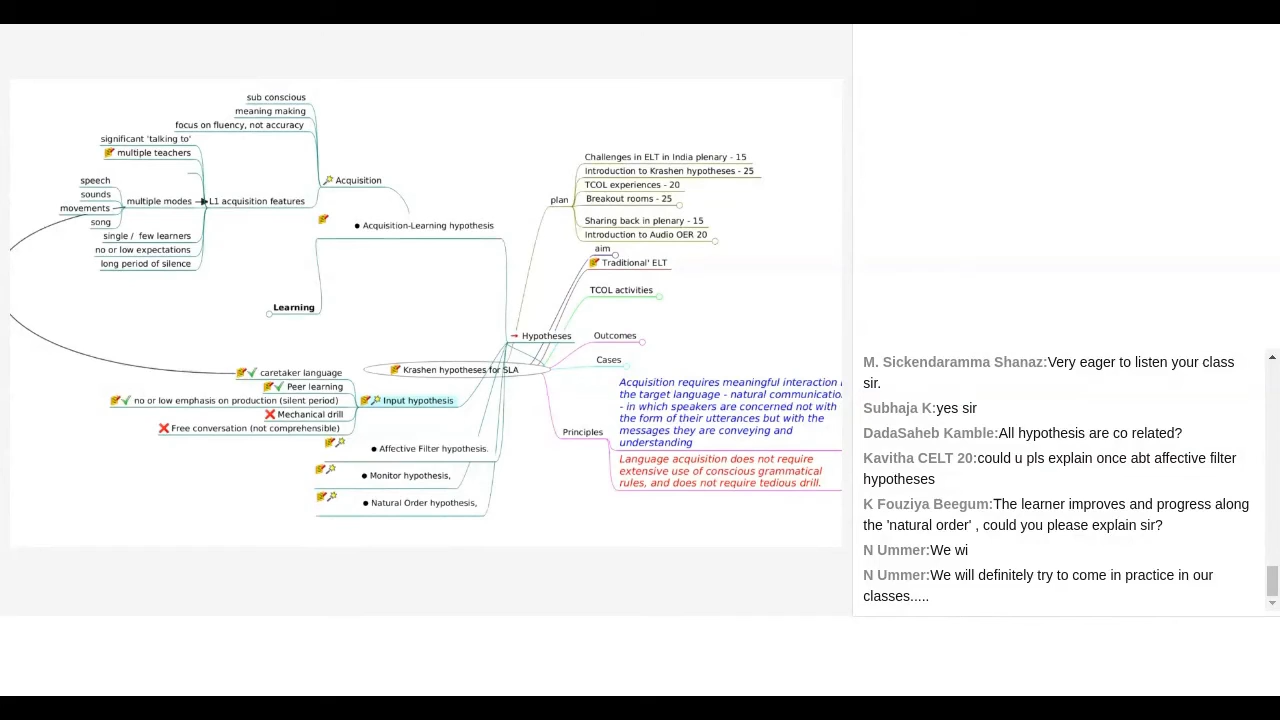 sub conscious
meaning making
focus on fluency, not accuracy
significant 'talking to'
multiple teachers
speech
sounds
movements
song
multiple modes
L1 acquisition features
single / few learners
no or low expectations
long period of silence
Acquisition
Acquisition-Learning hypothesis
Learning
caretaker language
Peer learning
no or low emphasis on production (silent period)
Mechanical drill
Free conversation (not comprehensible)
Input hypothesis
Affective Filter hypothesis.
Monitor hypothesis,
Natural Order hypothesis,
Krashen hypotheses for SLA
Hypotheses
plan
Challenges in ELT in India plenary - 15
Introduction to Krashen hypotheses - 25
TCOL experiences - 20
Breakout rooms - 25
Sharing back in plenary - 15
Introduction to Audio OER 20
aim
Traditional' ELT
TCOL activities
Outcomes
Cases
Principles
Acquisition requires meaningful interaction
the target language - natural
- in which speakers are concerned not with
the form of their utterances but with the
messages they are conveying and
understanding
Language acquisition does not require
extensive use of conscious grammatical
rules, and does not require tedious drill.
M. Sickendaramma Shanaz:Very eager to listen your class
sir.
Subhaja K:yes sir
DadaSaheb Kamble:All hypothesis are co related?
Kavitha CELT 20:could u pls explain once abt affective filter
hypotheses
K Fouziya Beegum:The learner improves and progress along
the 'natural order' , could you please explain sir?
N Ummer:We wi
N Ummer:We will definitely try to come in practice in our
classes.....